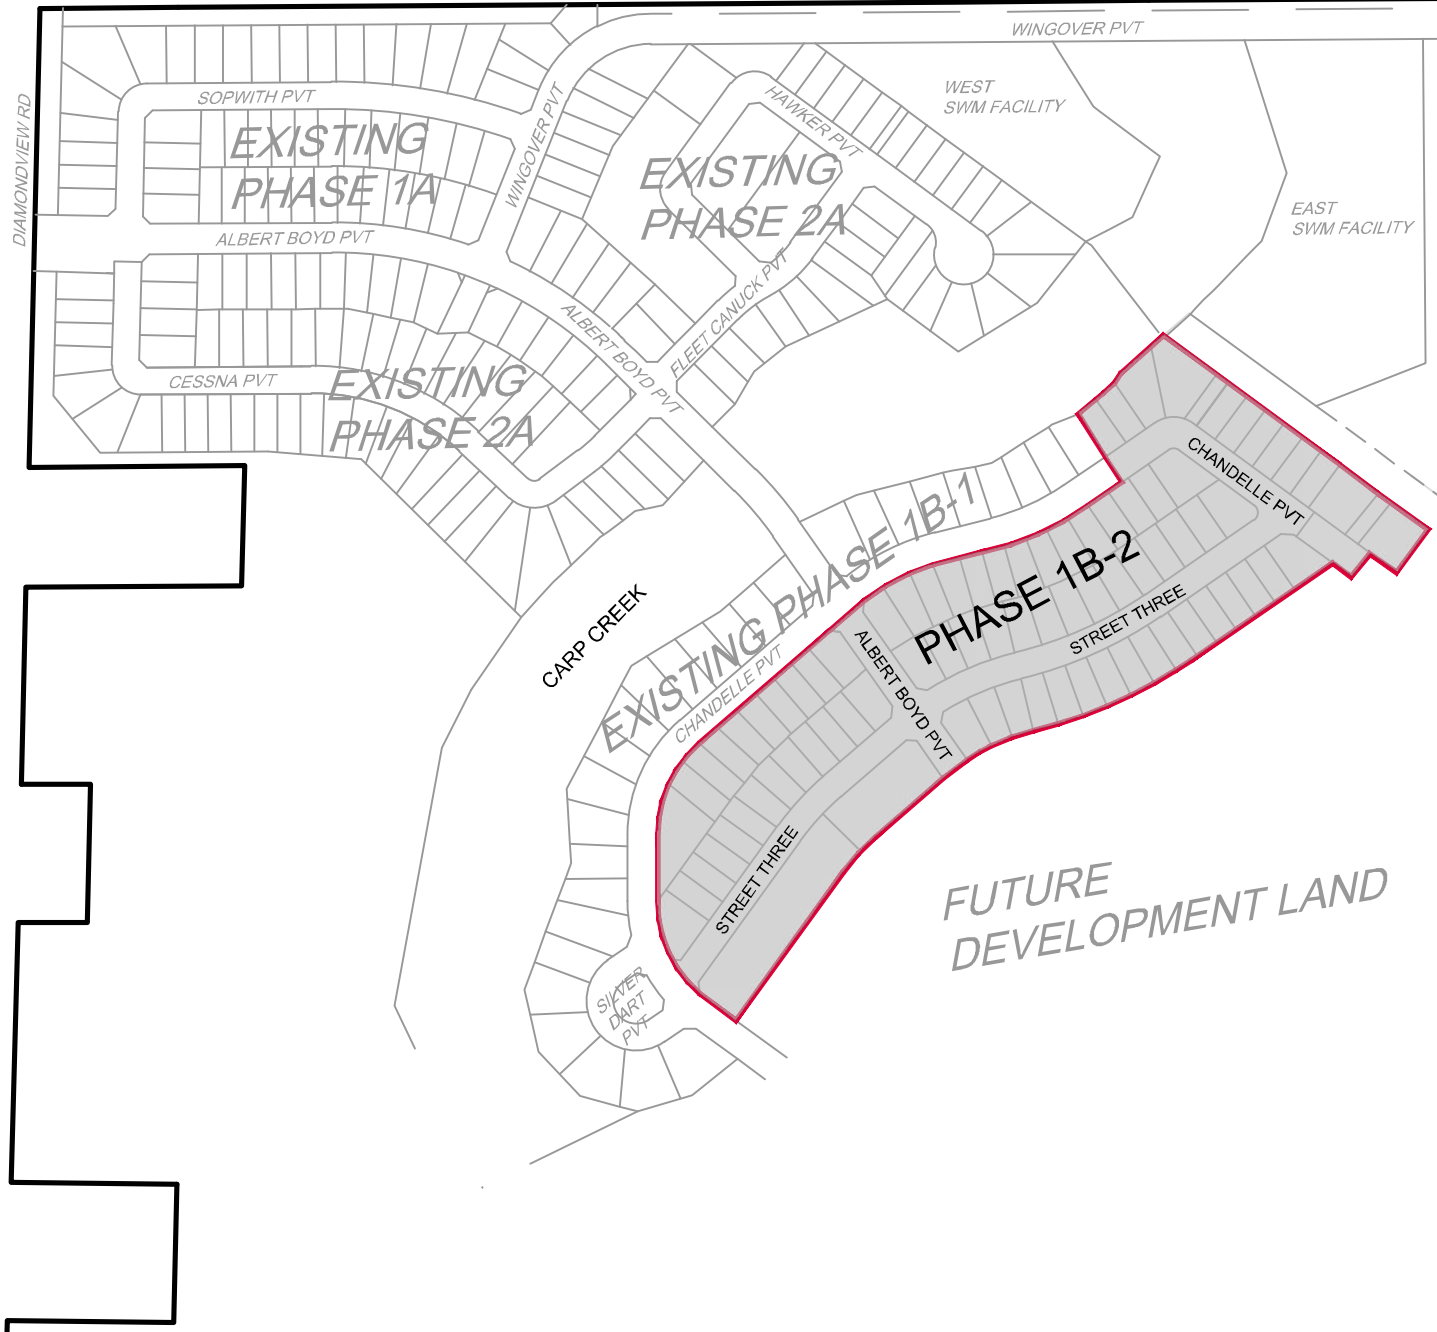 WINGOVER PVT
WEST
SWM FACILITY
SOPWITH PVT
HAWKER PVT
DIAMONDVIEW RD
WINGOVER PVT
EXISTING
PHASE 1A
EXISTING
PHASE 2A
EAST
SWM FACILITY
ALBERT BOYD PVT
FLEET CANUCK PVT
ALBERT BOYD PVT
CESSNA PVT
EXISTING
PHASE 2A
CHANDELLE PVT
EXISTING PHASE 1B-1
PHASE 1B-2
CARP CREEK
STREET THREE
ALBERT BOYD PVT
CHANDELLE PVT
STREET THREE
FUTURE
DEVELOPMENT LAND
SILVER
DART
PVT